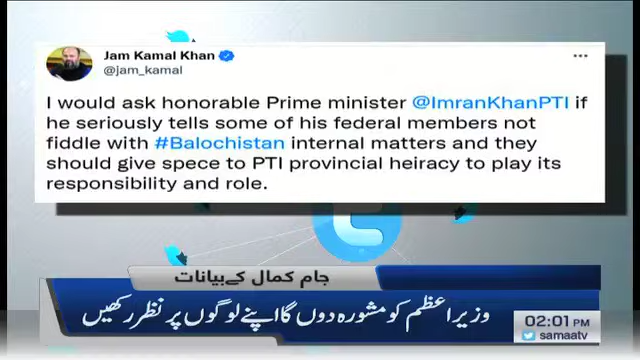 Jam Kamal Khan
@jam_kamal
I would ask honorable Prime minister @ImranKhanPTI if
he seriously tells some of his federal members not
fiddle with #Balochistan internal matters and they
should give spece to PTI provincial heiracy to play its
responsibility and role.
جام کمال کے بیانات
وزیراعظم کو مشورہ دوں گا اپنے لوگوں پر نظر رکھیں
02:01 PM
samaatv